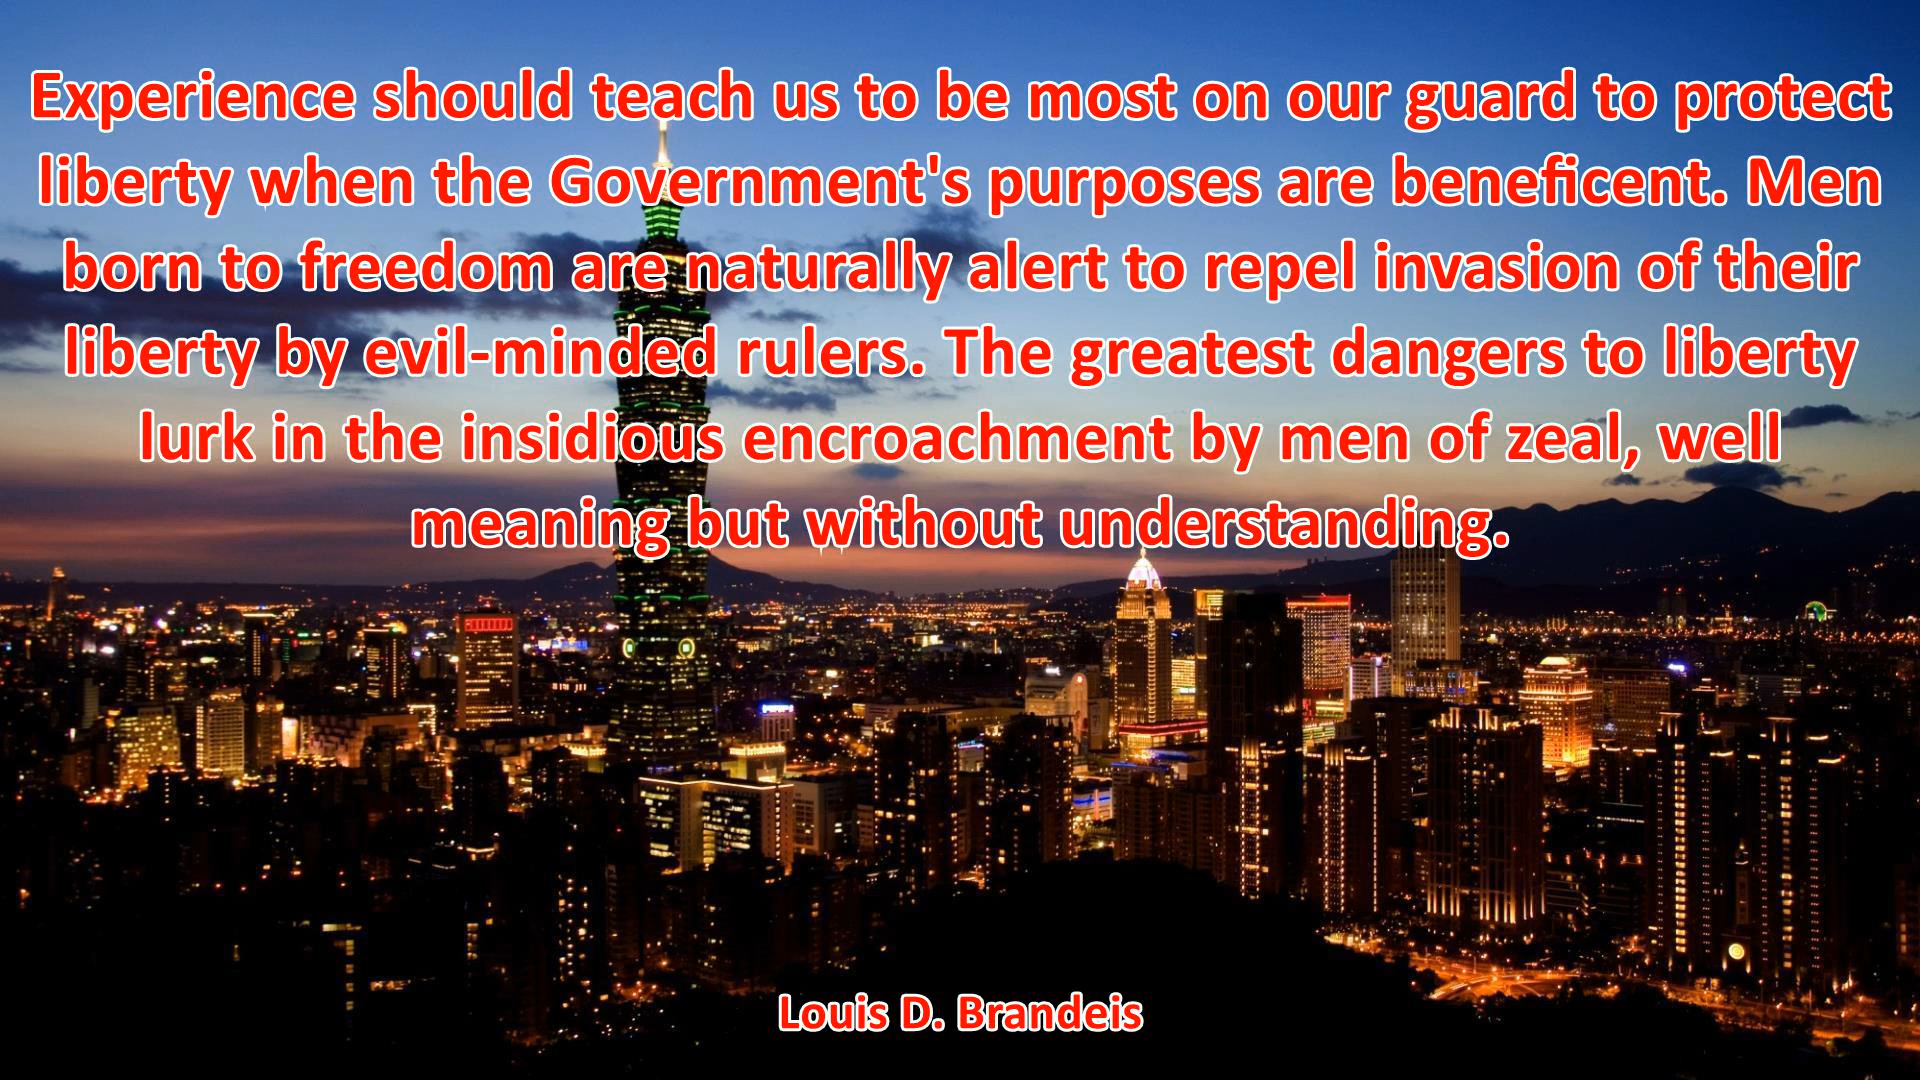 Experience should teach us to be most on our guard to protect
liberty when the Government's purposes are beneficent. Men
born to freedom are naturally alert to repel invasion of their
liberty by evil-minded rulers. The greatest dangers to liberty
lurk in the insidious encroachment by men of zeal, well
meaning but without understanding.
Louis D. Brandeis